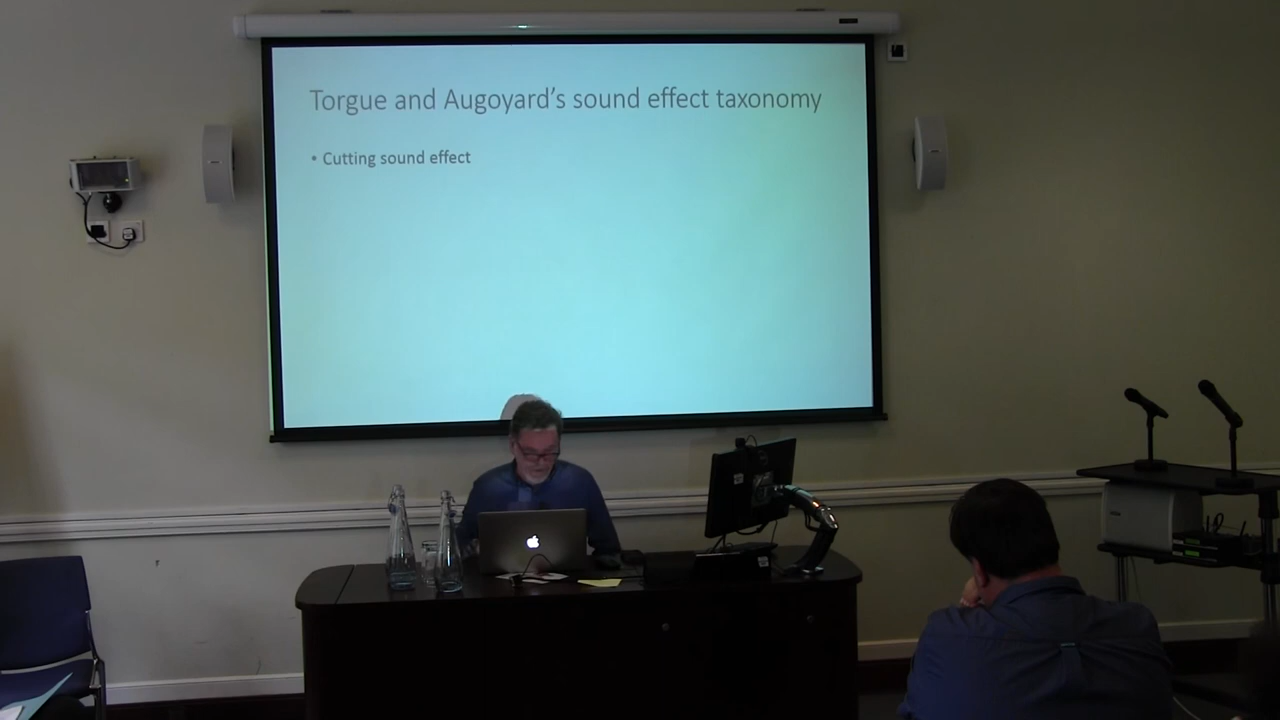 Torgue and Augoyard's sound effect taxonomy
• Cutting sound effect